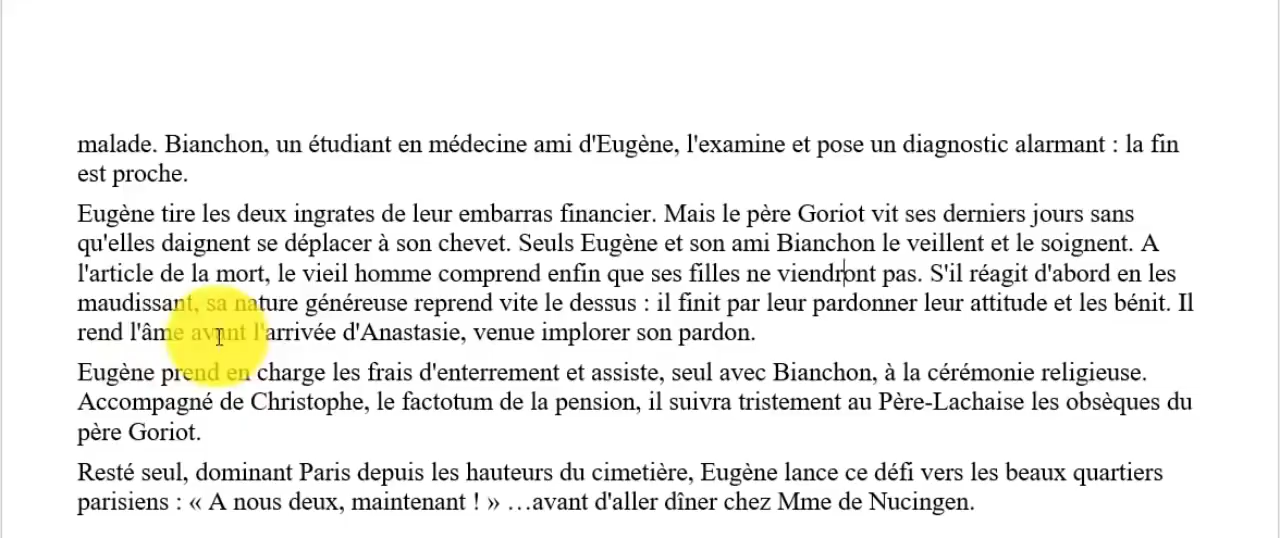 malade. Bianchon, un étudiant en médecine ami d'Eugène, l'examine et pose un diagnostic alarmant : la fin
est proche.
Eugène tire les deux ingrates de leur embarras financier. Mais le père Goriot vit ses derniers jours sans
qu'elles daignent se déplacer à son chevet. Seuls Eugène et son ami Bianchon le veillent et le soignent. A
l'article de la mort, le vieil homme comprend enfin que ses filles ne viendront pas. S'il réagit d'abord en les
maudissant, sa nature généreuse reprend vite le dessus : il finit par leur pardonner leur attitude et les bénit. Il
rend l'âme avant l'arrivée d'Anastasie, venue implorer son pardon.
Eugène prend en charge les frais d'enterrement et assiste, seul avec Bianchon, à la cérémonie religieuse.
Accompagné de Christophe, le factotum de la pension, il suivra tristement au Père-Lachaise les obsèques du
père Goriot.
Resté seul, dominant Paris depuis les hauteurs du cimetière, Eugène lance ce défi vers les beaux quartiers
parisiens : « A nous deux, maintenant ! » …avant d'aller dîner chez Mme de Nucingen.